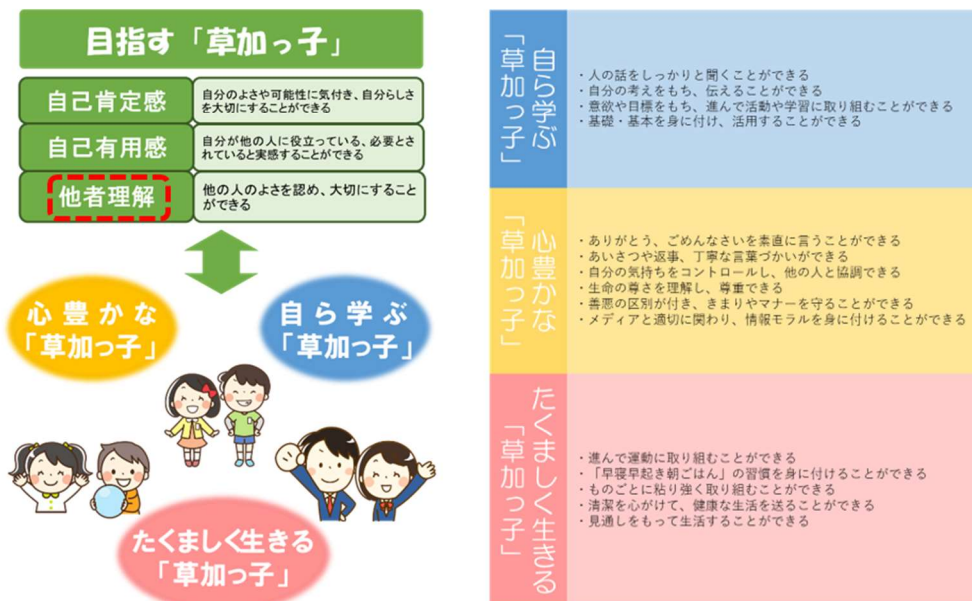 目指す「草加っ子」
自己肯定感
自分のよさや可能性に気付き、自分らしさ
を大切にすることができる
自己有用感
自分が他の人に役立っている、必要とさ
れていると実感することができる
他者理解
他の人のよさを認め、大切にすること
ができる
心豊かな
「草加っ子」
自ら学ぶ
「草加っ子」
たくましく生きる
「草加っ子」
自ら学ぶ
「草加っ子」
・人の話をしっかりと聞くことができる
・自分の考えをもち、伝えることができる
・意欲や目標をもち、進んで活動や学習に取り組むことができる
・基礎・基本を身に付け、活用することができる
心豊かな
「草加っ子」
・ありがとう、ごめんなさいを素直に言うことができる
・あいさつや返事、丁寧な言葉づかいができる
・自分の気持ちをコントロールし、他の人と協調できる
・生命の尊さを理解し、尊重できる
・善悪の区別が付き、きまりやマナーを守ることができる
・メディアと適切に関わり、情報モラルを身に付けることができる
たくましく生きる
「草加っ子」
・進んで運動に取り組むことができる
・「早寝早起き朝ごはん」の習慣を身に付けることができる
・ものごとに粘り強く取り組むことができる
・清潔を心がけて、健康な生活を送ることができる
・見通しをもって生活することができる